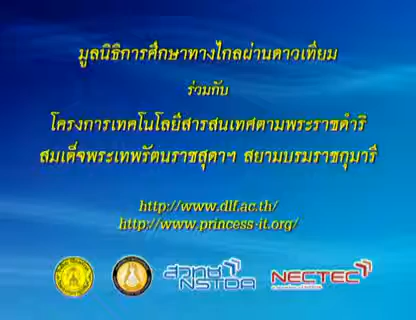 มูลนิธิการศึกษาทางไกลผ่านดาวเทียม
ร่วมกับ
โครงการเทคโนโลยีสารสนเทศตามพระราชดำริ
สมเด็จพระเทพรัตนราชสุดาฯ สยามบรมราชกุมารี
http://www.dlf.ac.th/
http://www.princess-it.org/
สวทช NECTEC
NSTDA